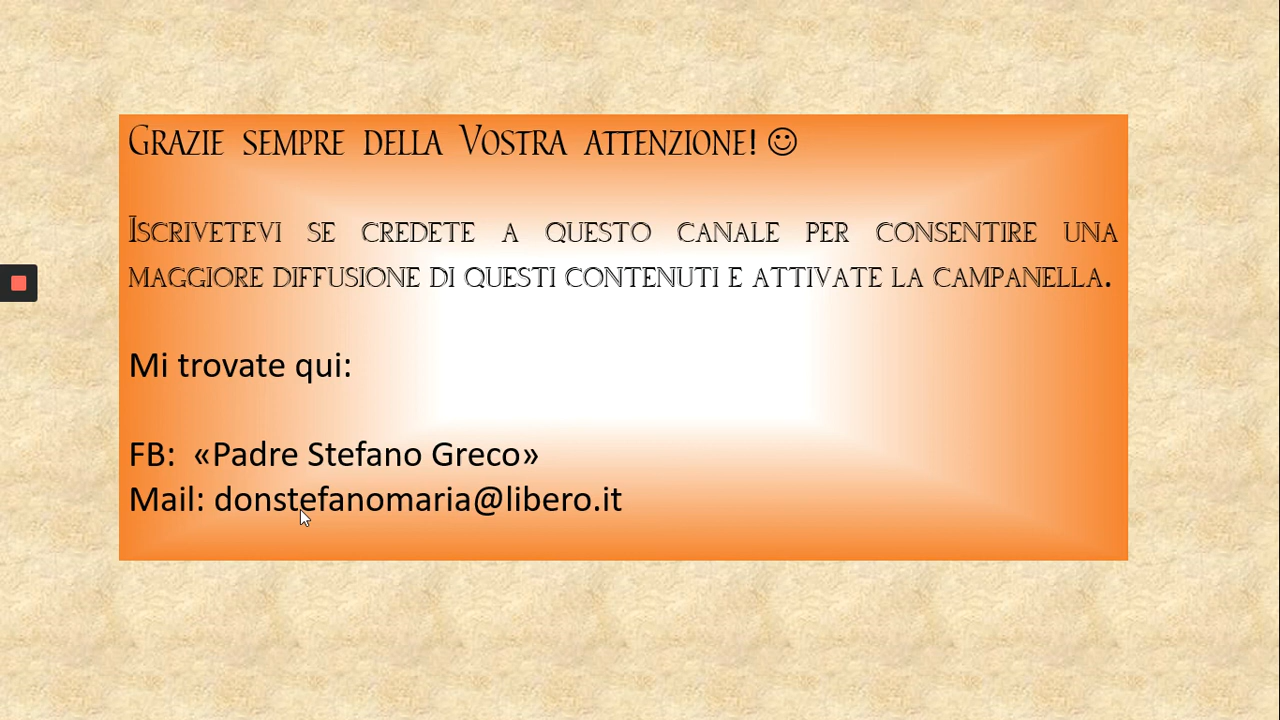 Grazie sempre della Vostra attenzione! ☺
Iscrivetevi se credete a questo canale per consentire una
maggiore diffusione di questi contenuti e attivate la campanella.
Mi trovate qui:
FB: «Padre Stefano Greco»
Mail: donstefanomaria@libero.it